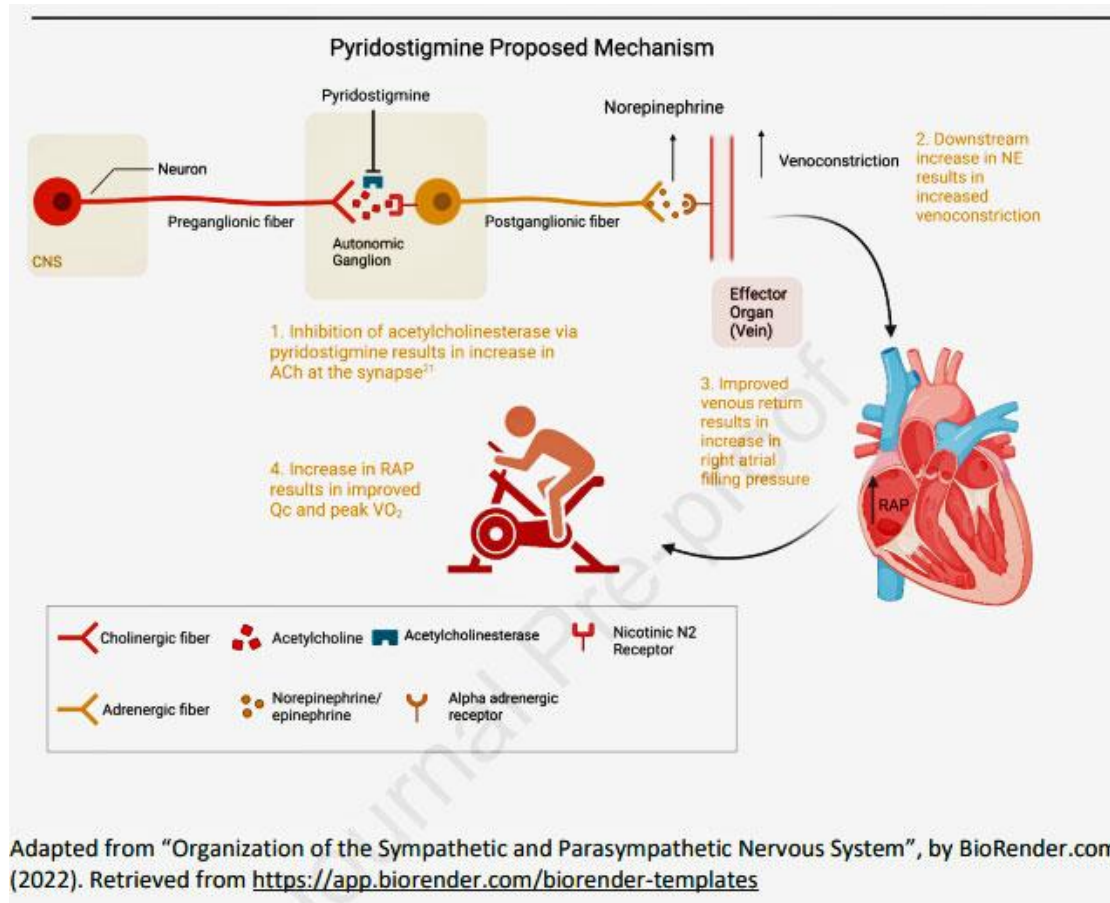 Pyridostigmine Proposed Mechanism
Pyridostigmine
Norepinephrine
Neuron
Venoconstriction
2. Downstream
increase in NE
results in
increased
venoconstriction
Preganglionic fiber
Postganglionic fiber
Autonomic
Ganglion
CNS
Effector
Organ
(Vein)
1. Inhibition of acetylcholinesterase via
pyridostigmine results in increase in
ACh at the synapse²¹
3. Improved
venous return
results in
increase in
right atrial
filling pressure
4. Increase in RAP
results in improved
Qc and peak VO₂
RAP
Cholinergic fiber
Acetylcholine
Acetylcholinesterase
Nicotinic N2
Receptor
Adrenergic fiber
Norepinephrine/
epinephrine
Alpha adrenergic
receptor
Journal Pre-proof
Adapted from “Organization of the Sympathetic and Parasympathetic Nervous System”, by BioRender.com
(2022). Retrieved from https://app.biorender.com/biorender-templates